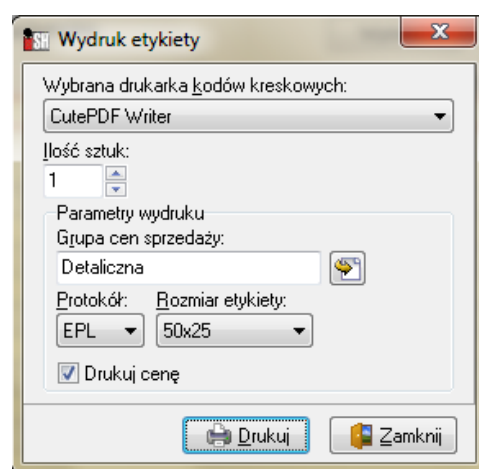 iSH Wydruk etykiety
Wybrana drukarka kodów kreskowych:
CutePDF Writer
Ilość sztuk:
1
Parametry wydruku
Grupa cen sprzedaży:
Detaliczna
Protokół: Rozmiar etykiety:
EPL 50x25
Drukuj cenę
Drukuj Zamknij